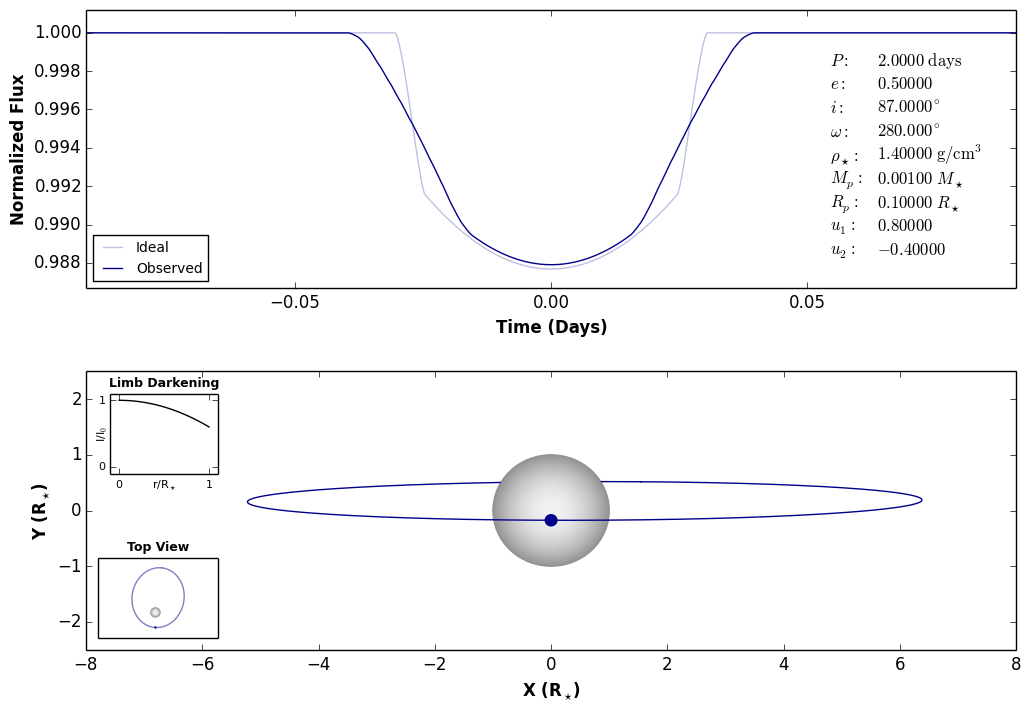 1.000
0.998
0.996
0.994
0.992
0.990
0.988
Normalized Flux
P: 2.0000 days
e: 0.50000
i: 87.0000°
ω: 280.000°
ρ⋆: 1.40000 g/cm³
Mp: 0.00100 M⋆
Rp: 0.10000 R⋆
u1: 0.80000
u2: −0.40000
Ideal
Observed
−0.05 0.00 0.05
Time (Days)
Limb Darkening
1
I/I0
0
0 r/R⋆ 1
Top View
2
1
0
−1
−2
Y (R⋆)
−8 −6 −4 −2 0 2 4 6 8
X (R⋆)